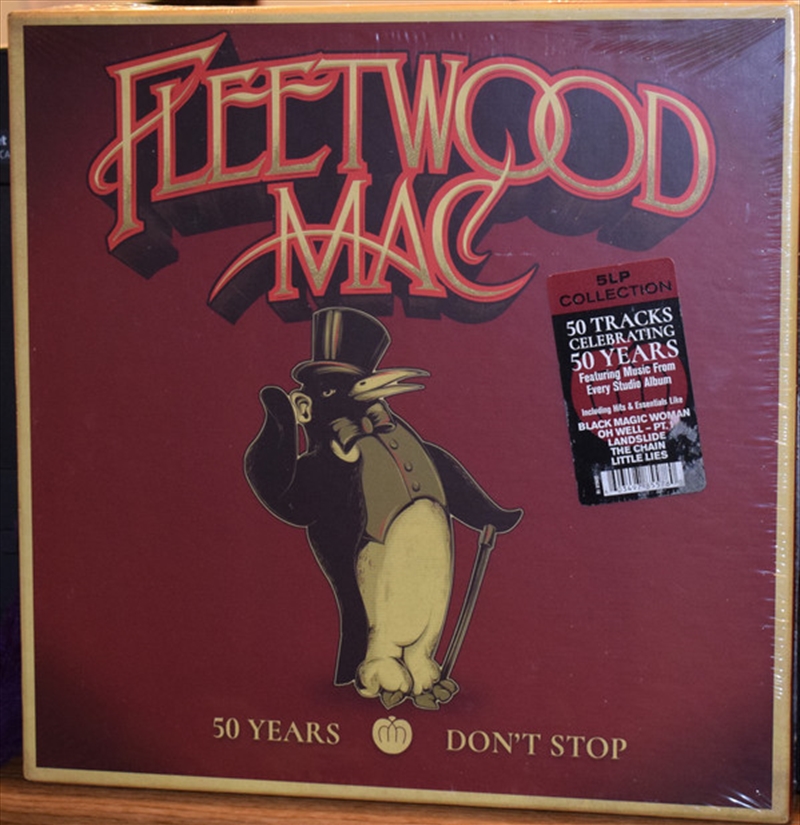 FLEETWOOD
MAC
5LP
COLLECTION
50 TRACKS
CELEBRATING
50 YEARS
Featuring Music From
Every Studio Album
Including Hits & Essentials Like
BLACK MAGIC WOMAN
OH WELL – PT.1
LANDSLIDE
THE CHAIN
LITTLE LIES
50 YEARS DON'T STOP